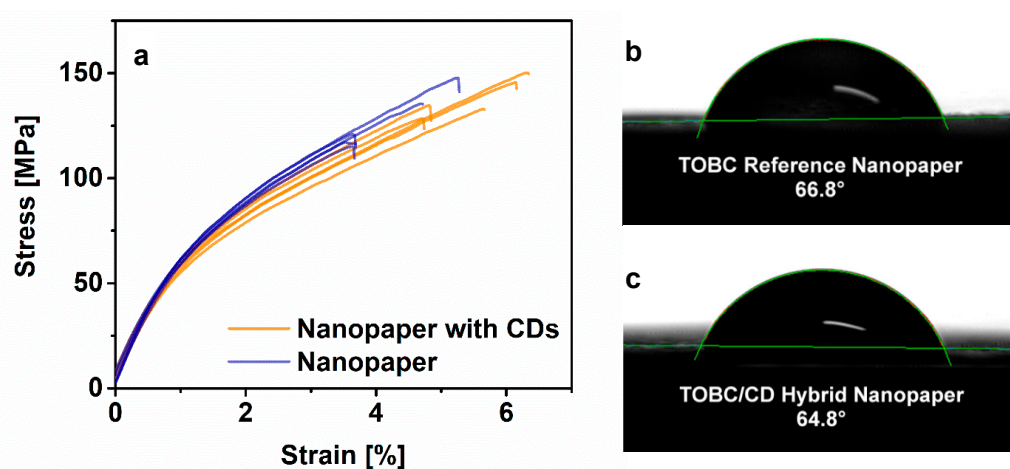 a
Stress [MPa]
150
100
50
0
0
2
4
6
Strain [%]
Nanopaper with CDs
Nanopaper
b
TOBC Reference Nanopaper
66.8°
c
TOBC/CD Hybrid Nanopaper
64.8°